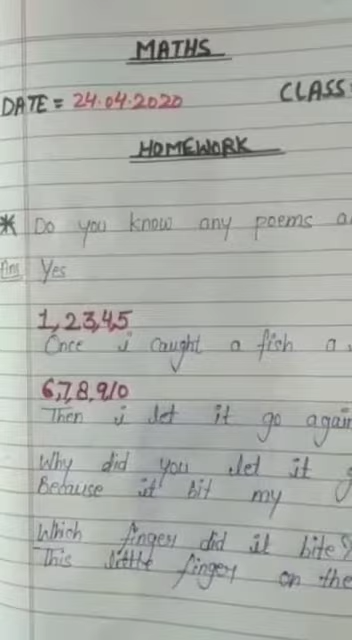 MATHS
DATE = 24.04.2020 CLASS:
HOMEWORK
* Do you know any poems
Ans Yes
1,2,3,4,5
Once i caught a fish a
6,7,8,9,10
Then i let it go again
Why did you let it
Because it bit my
Which finger did it bite?
This little finger on the